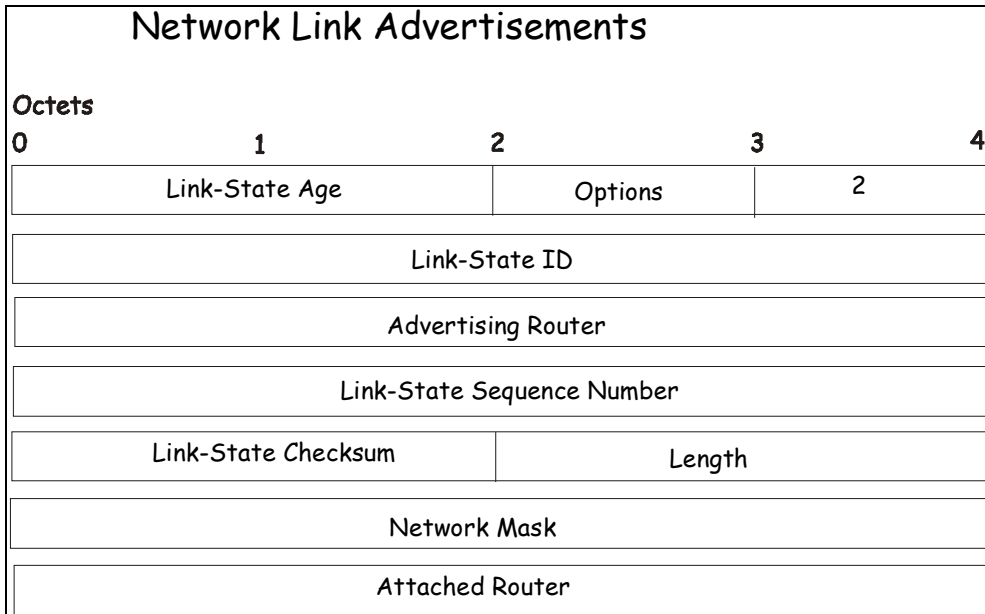 Network Link Advertisements
Octets
0 1 2 3 4
Link-State Age Options 2
Link-State ID
Advertising Router
Link-State Sequence Number
Link-State Checksum Length
Network Mask
Attached Router